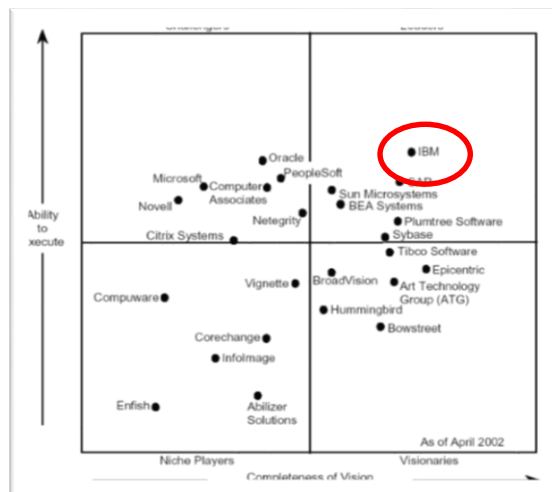 Oracle
IBM
PeopleSoft
Microsoft
Computer
Associates
Sun Microsystems
Novell
BEA Systems
Netegrity
Plumtree Software
Citrix Systems
Sybase
Ability
to
xecute
Tibco Software
Epicentric
BroadVision
Vignette
Art Technology
Group (ATG)
Compuware
Hummingbird
Bowstreet
Corechange
InfoImage
Enfish
Abilizer
Solutions
As of April 2002
Niche Players
Visionaries
Completeness of Vision